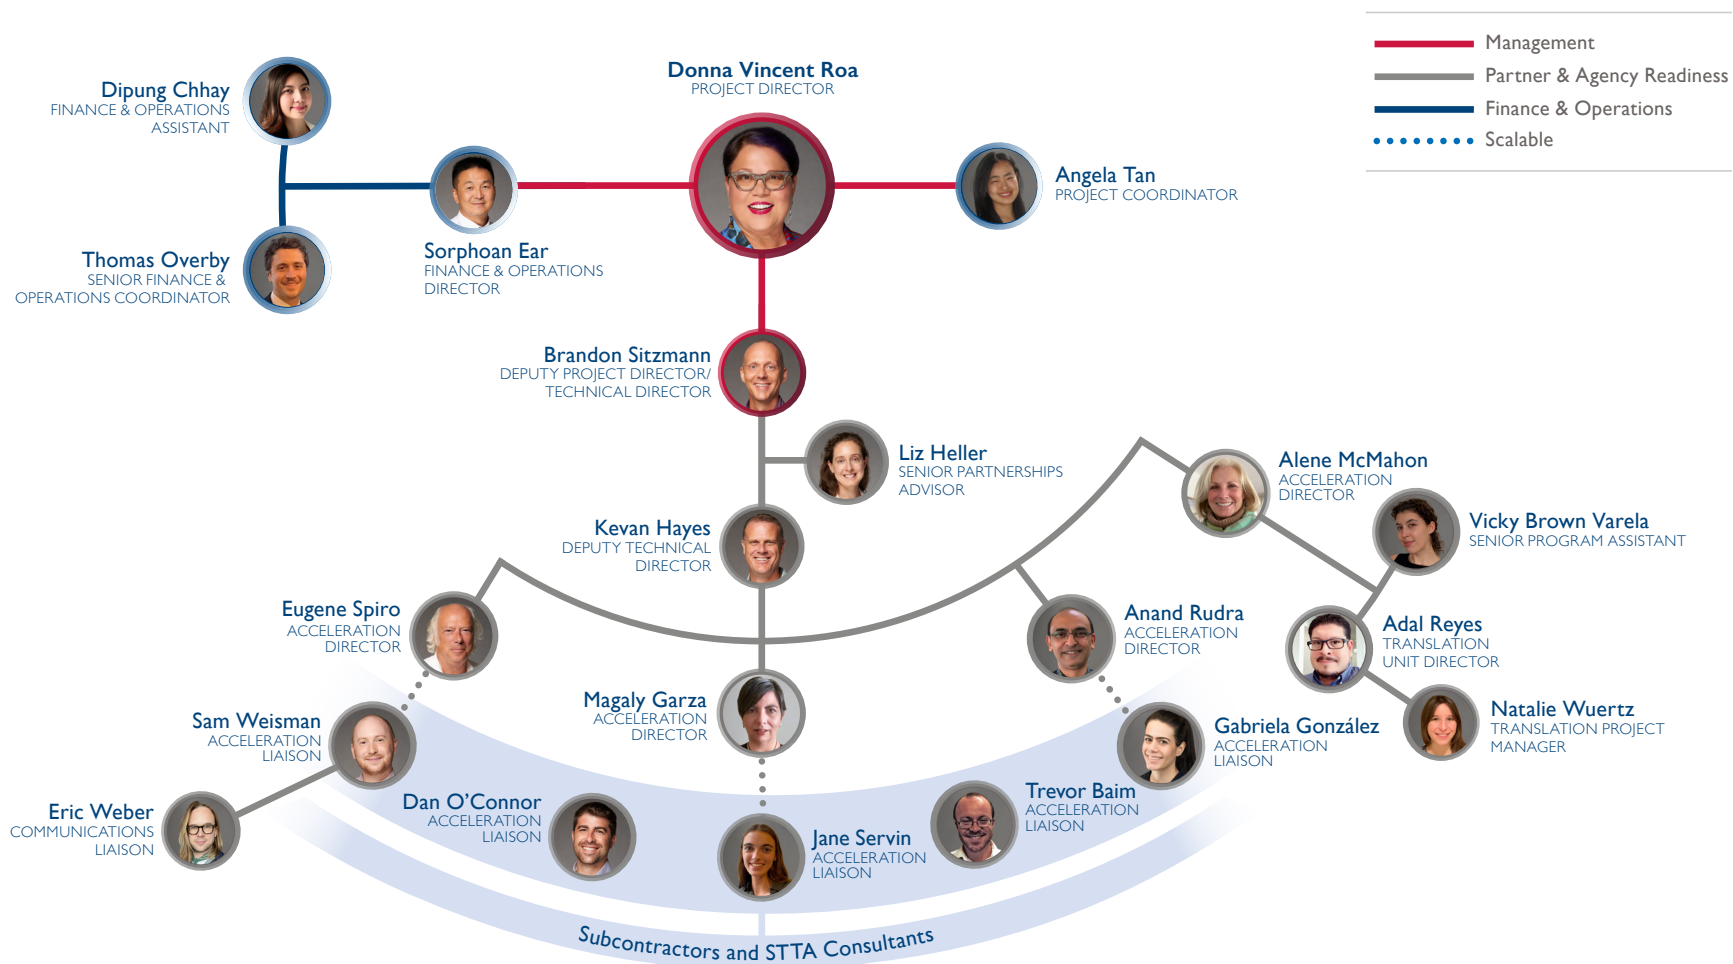 Management
Partner & Agency Readiness
Finance & Operations
Scalable
Donna Vincent Roa
PROJECT DIRECTOR
Dipung Chhay
FINANCE & OPERATIONS
ASSISTANT
Angela Tan
PROJECT COORDINATOR
Thomas Overby
SENIOR FINANCE &
OPERATIONS COORDINATOR
Sorphoan Ear
FINANCE & OPERATIONS
DIRECTOR
Brandon Sitzmann
DEPUTY PROJECT DIRECTOR/
TECHNICAL DIRECTOR
Liz Heller
SENIOR PARTNERSHIPS
ADVISOR
Alene McMahon
ACCELERATION
DIRECTOR
Vicky Brown Varela
SENIOR PROGRAM ASSISTANT
Kevan Hayes
DEPUTY TECHNICAL
DIRECTOR
Eugene Spiro
ACCELERATION
DIRECTOR
Anand Rudra
ACCELERATION
DIRECTOR
Adal Reyes
TRANSLATION
UNIT DIRECTOR
Magaly Garza
ACCELERATION
DIRECTOR
Natalie Wuertz
TRANSLATION PROJECT
MANAGER
Sam Weisman
ACCELERATION
LIAISON
Gabriela González
ACCELERATION
LIAISON
Eric Weber
COMMUNICATIONS
LIAISON
Dan O’Connor
ACCELERATION
LIAISON
Jane Servin
ACCELERATION
LIAISON
Trevor Baim
ACCELERATION
LIAISON
Subcontractors and STTA Consultants